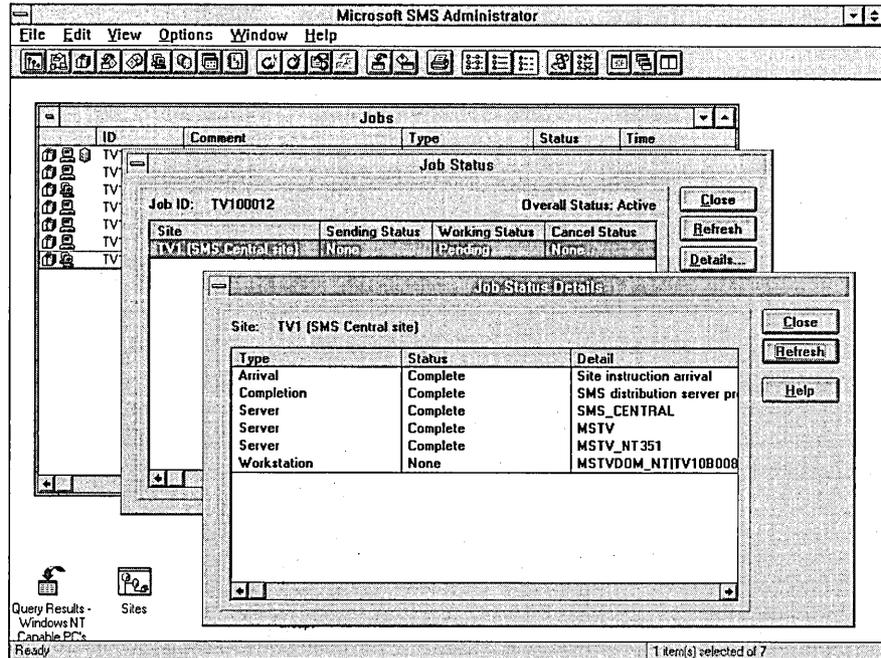 Microsoft SMS Administrator
File Edit View Options Window Help
Jobs
ID Comment Type Status Time
TV
TV
TV
TV
TV
TV
TV
Job Status
Job ID: TV100012 Overall Status: Active
Close
Refresh
Details...
Site Sending Status Working Status Cancel Status
TV1 (SMS Central site) None Pending None
Job Status Details
Site: TV1 (SMS Central site)
Close
Refresh
Help
Type Status Detail
Arrival Complete Site instruction arrival
Completion Complete SMS distribution server pr
Server Complete SMS_CENTRAL
Server Complete MSTV
Server Complete MSTV_NT351
Workstation None MSTVDOM_NT|TV10B008
Query Results -
Windows NT
Capable PC's
Sites
Ready 1 item(s) selected of 7